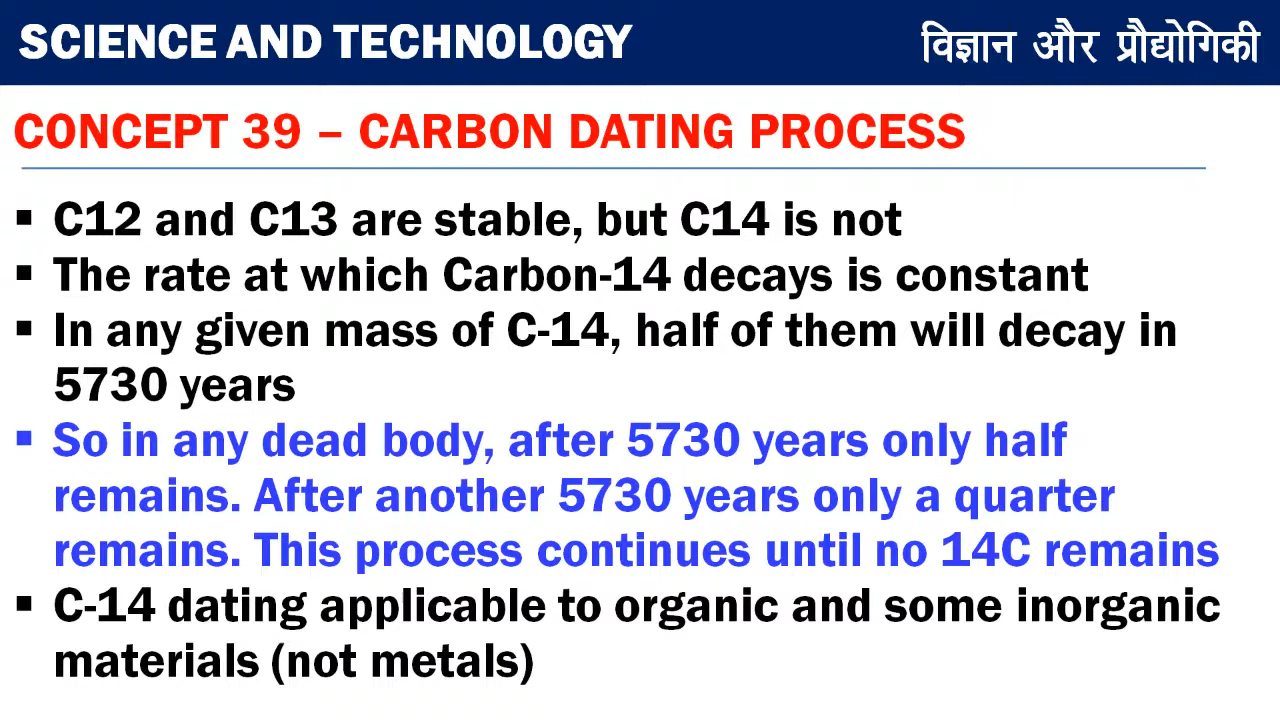 SCIENCE AND TECHNOLOGY
विज्ञान और प्रौद्योगिकी
CONCEPT 39 – CARBON DATING PROCESS
▪ C12 and C13 are stable, but C14 is not
▪ The rate at which Carbon-14 decays is constant
▪ In any given mass of C-14, half of them will decay in
5730 years
▪ So in any dead body, after 5730 years only half
remains. After another 5730 years only a quarter
remains. This process continues until no 14C remains
▪ C-14 dating applicable to organic and some inorganic
materials (not metals)